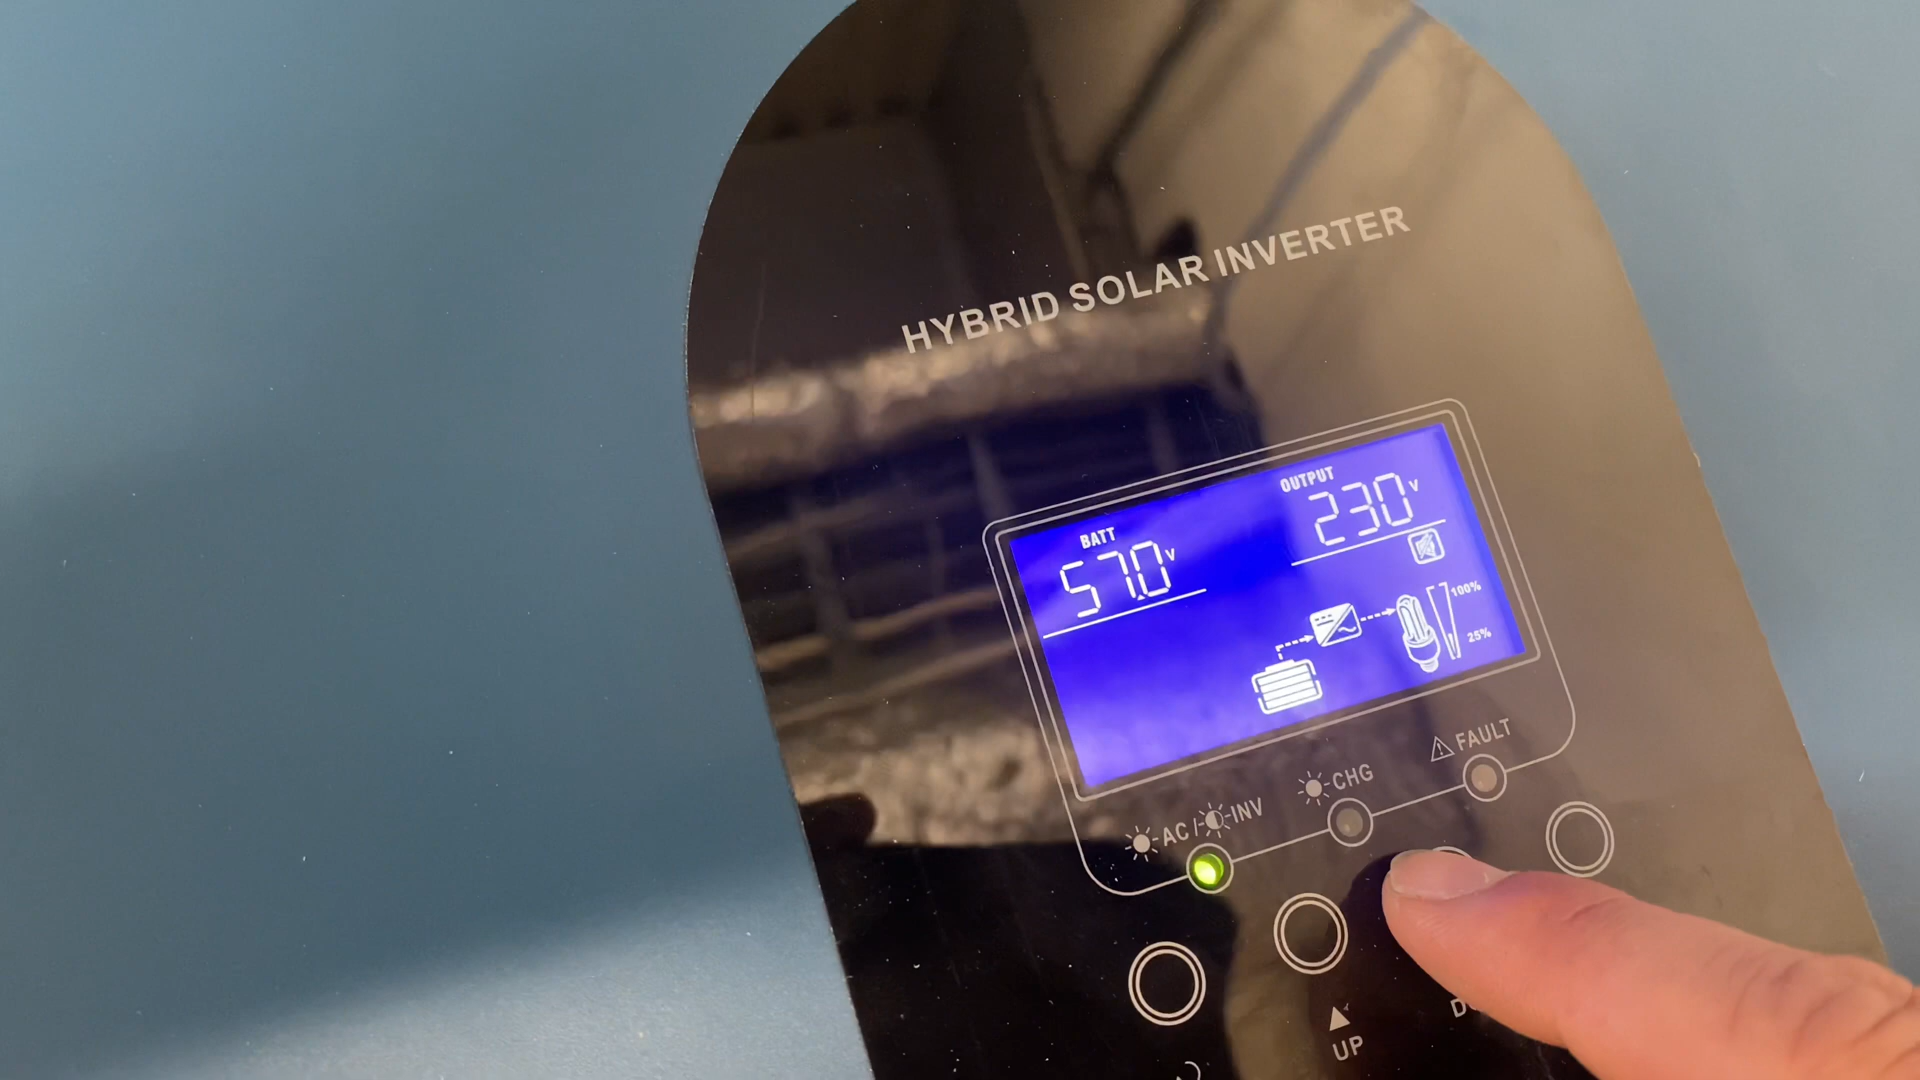 HYBRID SOLAR INVERTER
BATT
57.0V
OUTPUT
230V
100%
25%
AC / INV
CHG
FAULT
UP